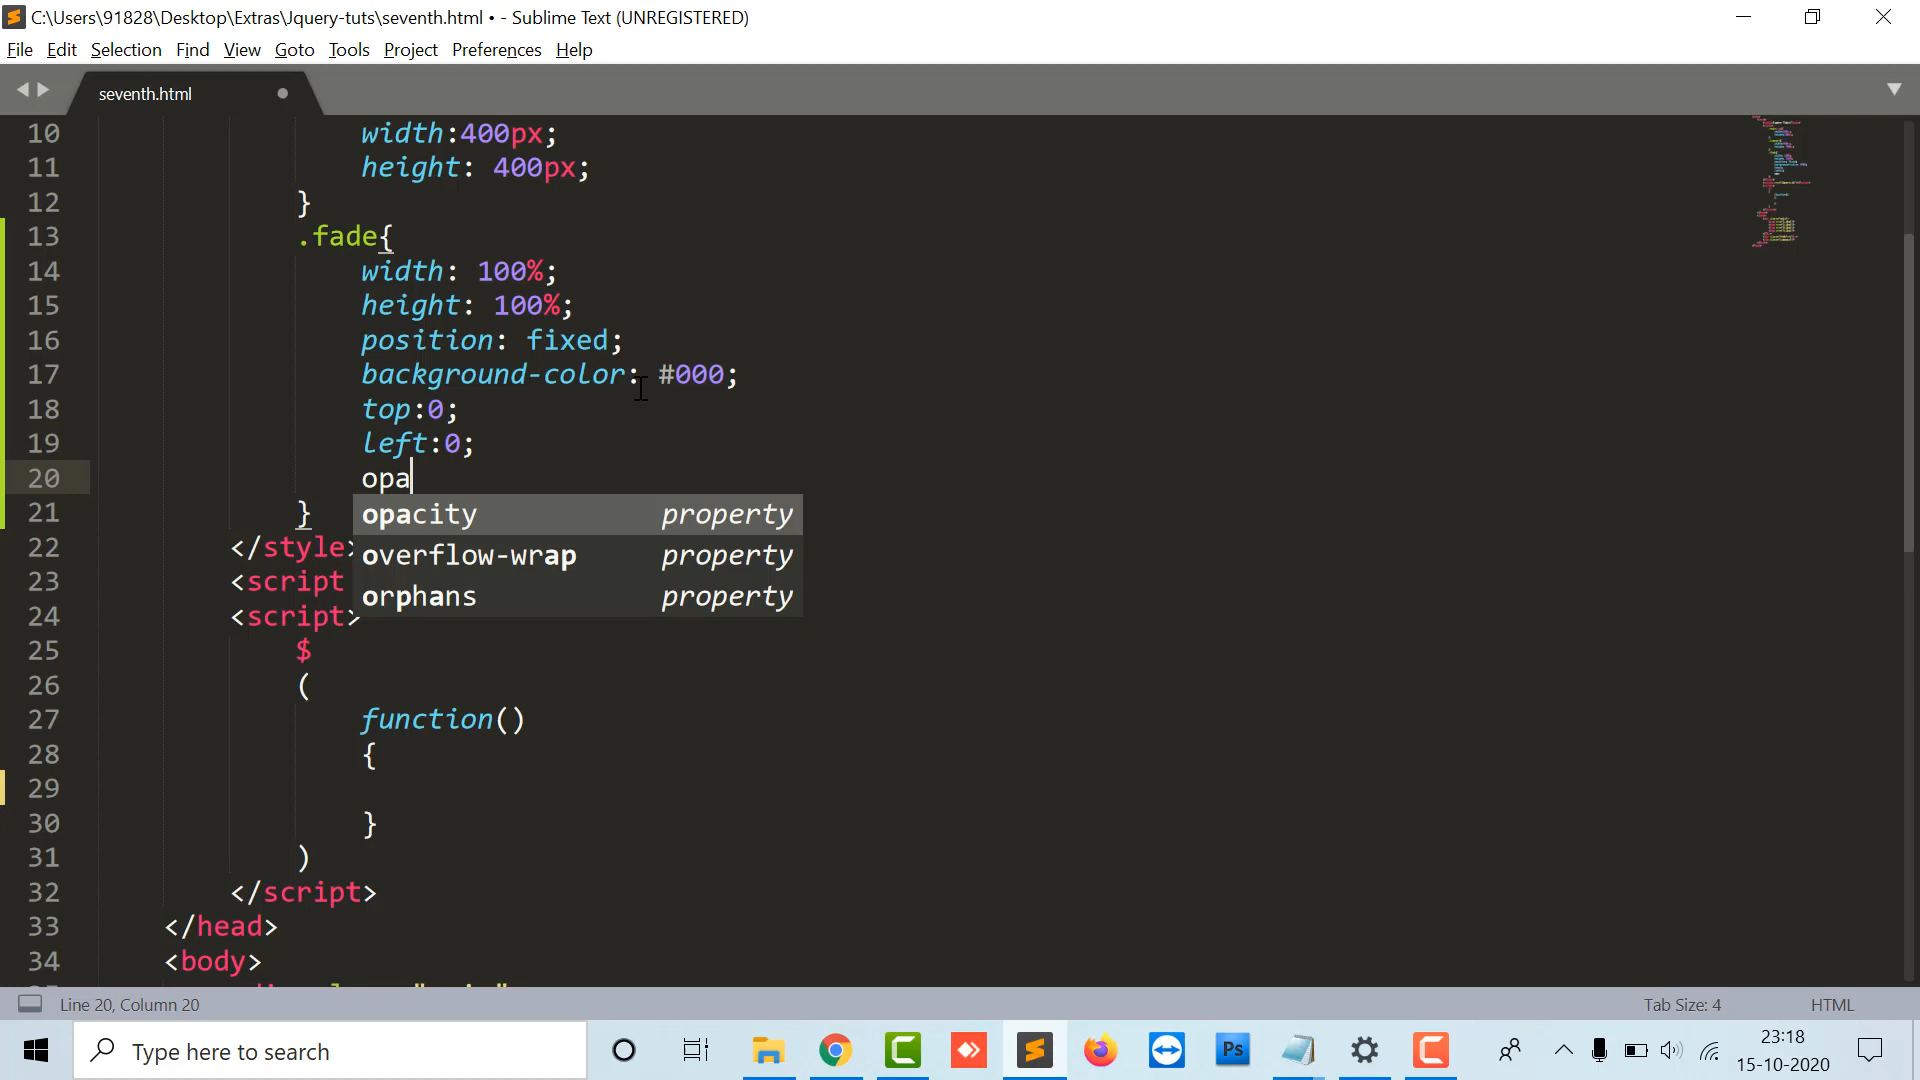 C:\Users\91828\Desktop\Extras\Jquery-tuts\seventh.html • - Sublime Text (UNREGISTERED)
File Edit Selection Find View Goto Tools Project Preferences Help
seventh.html
10 width:400px;
11 height: 400px;
12 }
13 .fade{
14 width: 100%;
15 height: 100%;
16 position: fixed;
17 background-color: #000;
18 top:0;
19 left:0;
20 opa
opacity property
overflow-wrap property
orphans property
21 }
22 </style>
23 <script
24 <script>
25 $
26 (
27 function()
28 {
29
30 }
31 )
32 </script>
33 </head>
34 <body>
Line 20, Column 20 Tab Size: 4 HTML
Type here to search
Ps
23:18
15-10-2020